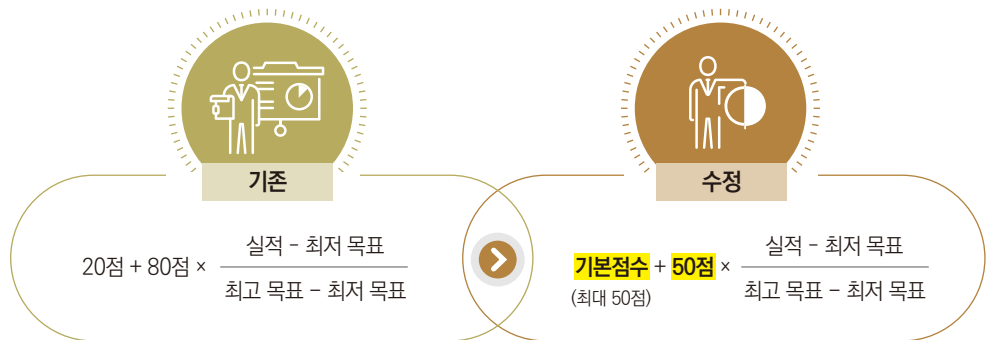 기존
20점 + 80점 ×
실적 – 최저 목표
최고 목표 – 최저 목표
수정
기본점수 + 50점 ×
(최대 50점)
실적 – 최저 목표
최고 목표 – 최저 목표